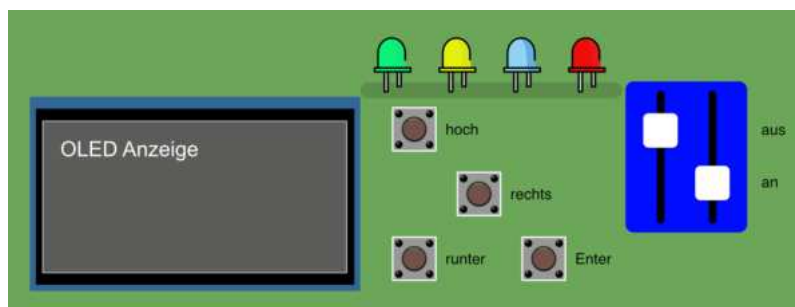 OLED Anzeige
hoch
aus
an
rechts
runter
Enter